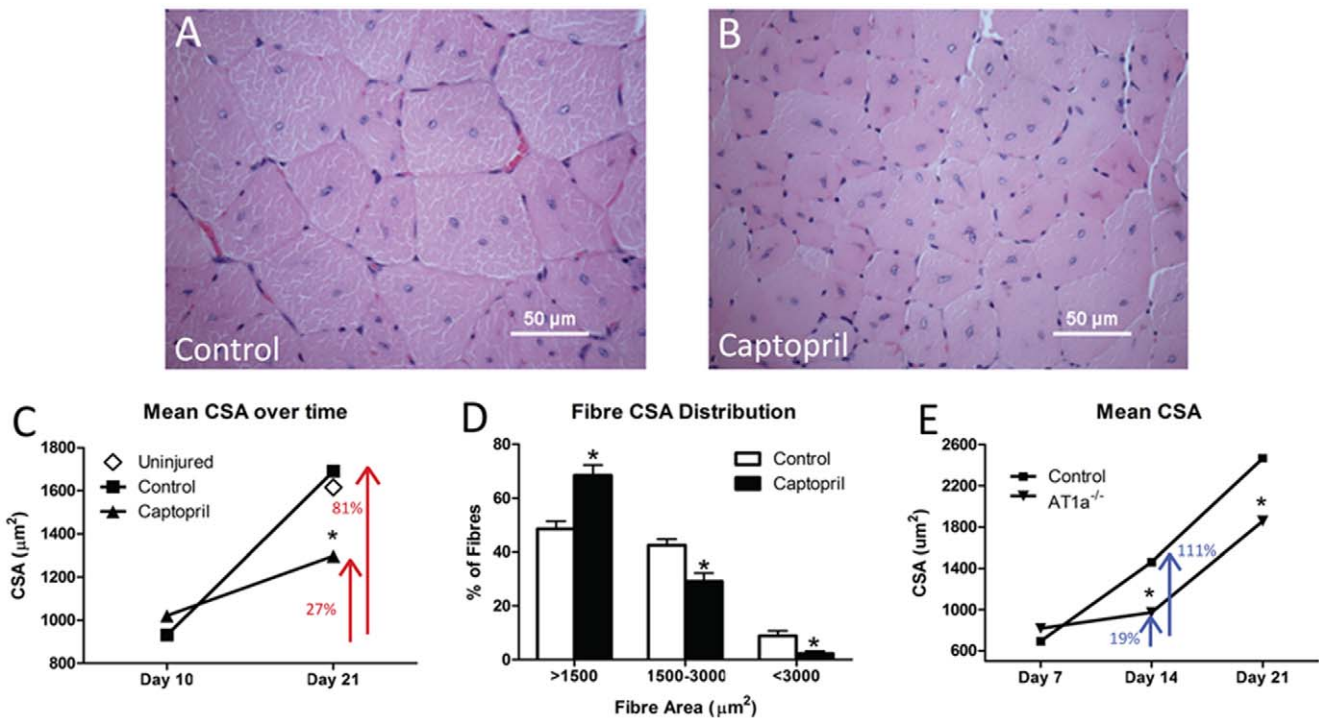 A
B
50 µm
50 µm
Control
Captopril
C
Mean CSA over time
CSA (µm²)
1800
1600
1400
1200
1000
800
Uninjured
Control
Captopril
*
81%
27%
Day 10
Day 21
D
Fibre CSA Distribution
% of Fibres
80
60
40
20
0
Control
Captopril
*
*
*
>1500
1500-3000
<3000
Fibre Area (µm²)
E
Mean CSA
CSA (um²)
2600
2200
1800
1400
1000
600
Control
AT1a⁻/⁻
*
*
111%
19%
Day 7
Day 14
Day 21